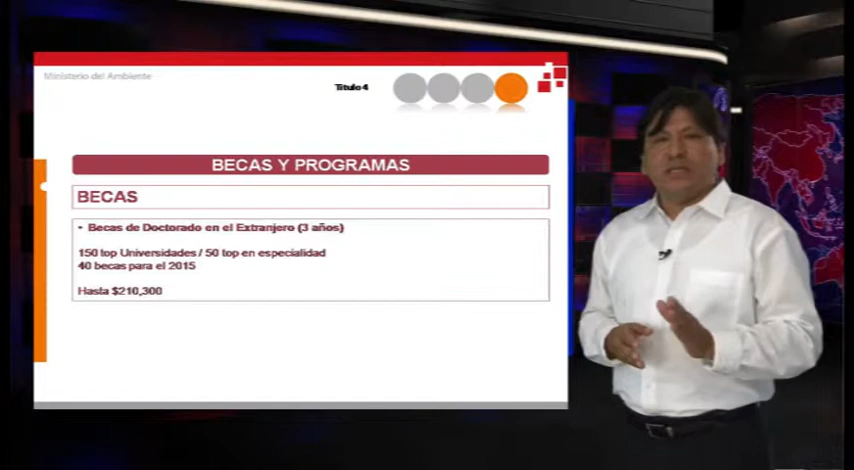 Ministerio del Ambiente
Titulo 4
BECAS Y PROGRAMAS
BECAS
• Becas de Doctorado en el Extranjero (3 años)
150 top Universidades / 50 top en especialidad
40 becas para el 2015
Hasta $210,300